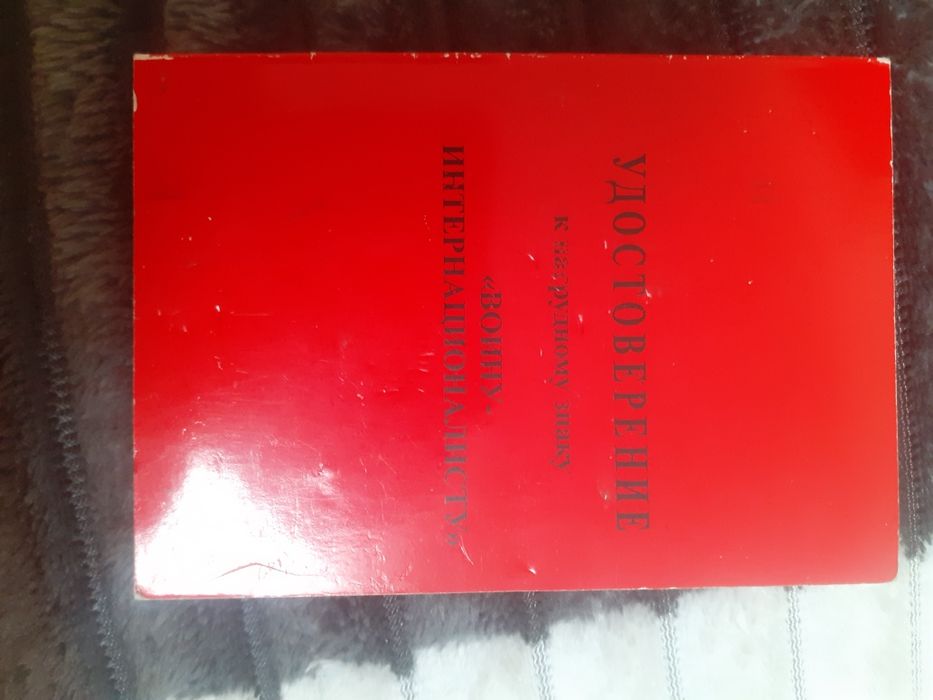 УДОСТОВЕРЕНИЕ
к нагрудному знаку
«ВОИНУ-
ИНТЕРНАЦИОНАЛИСТУ»